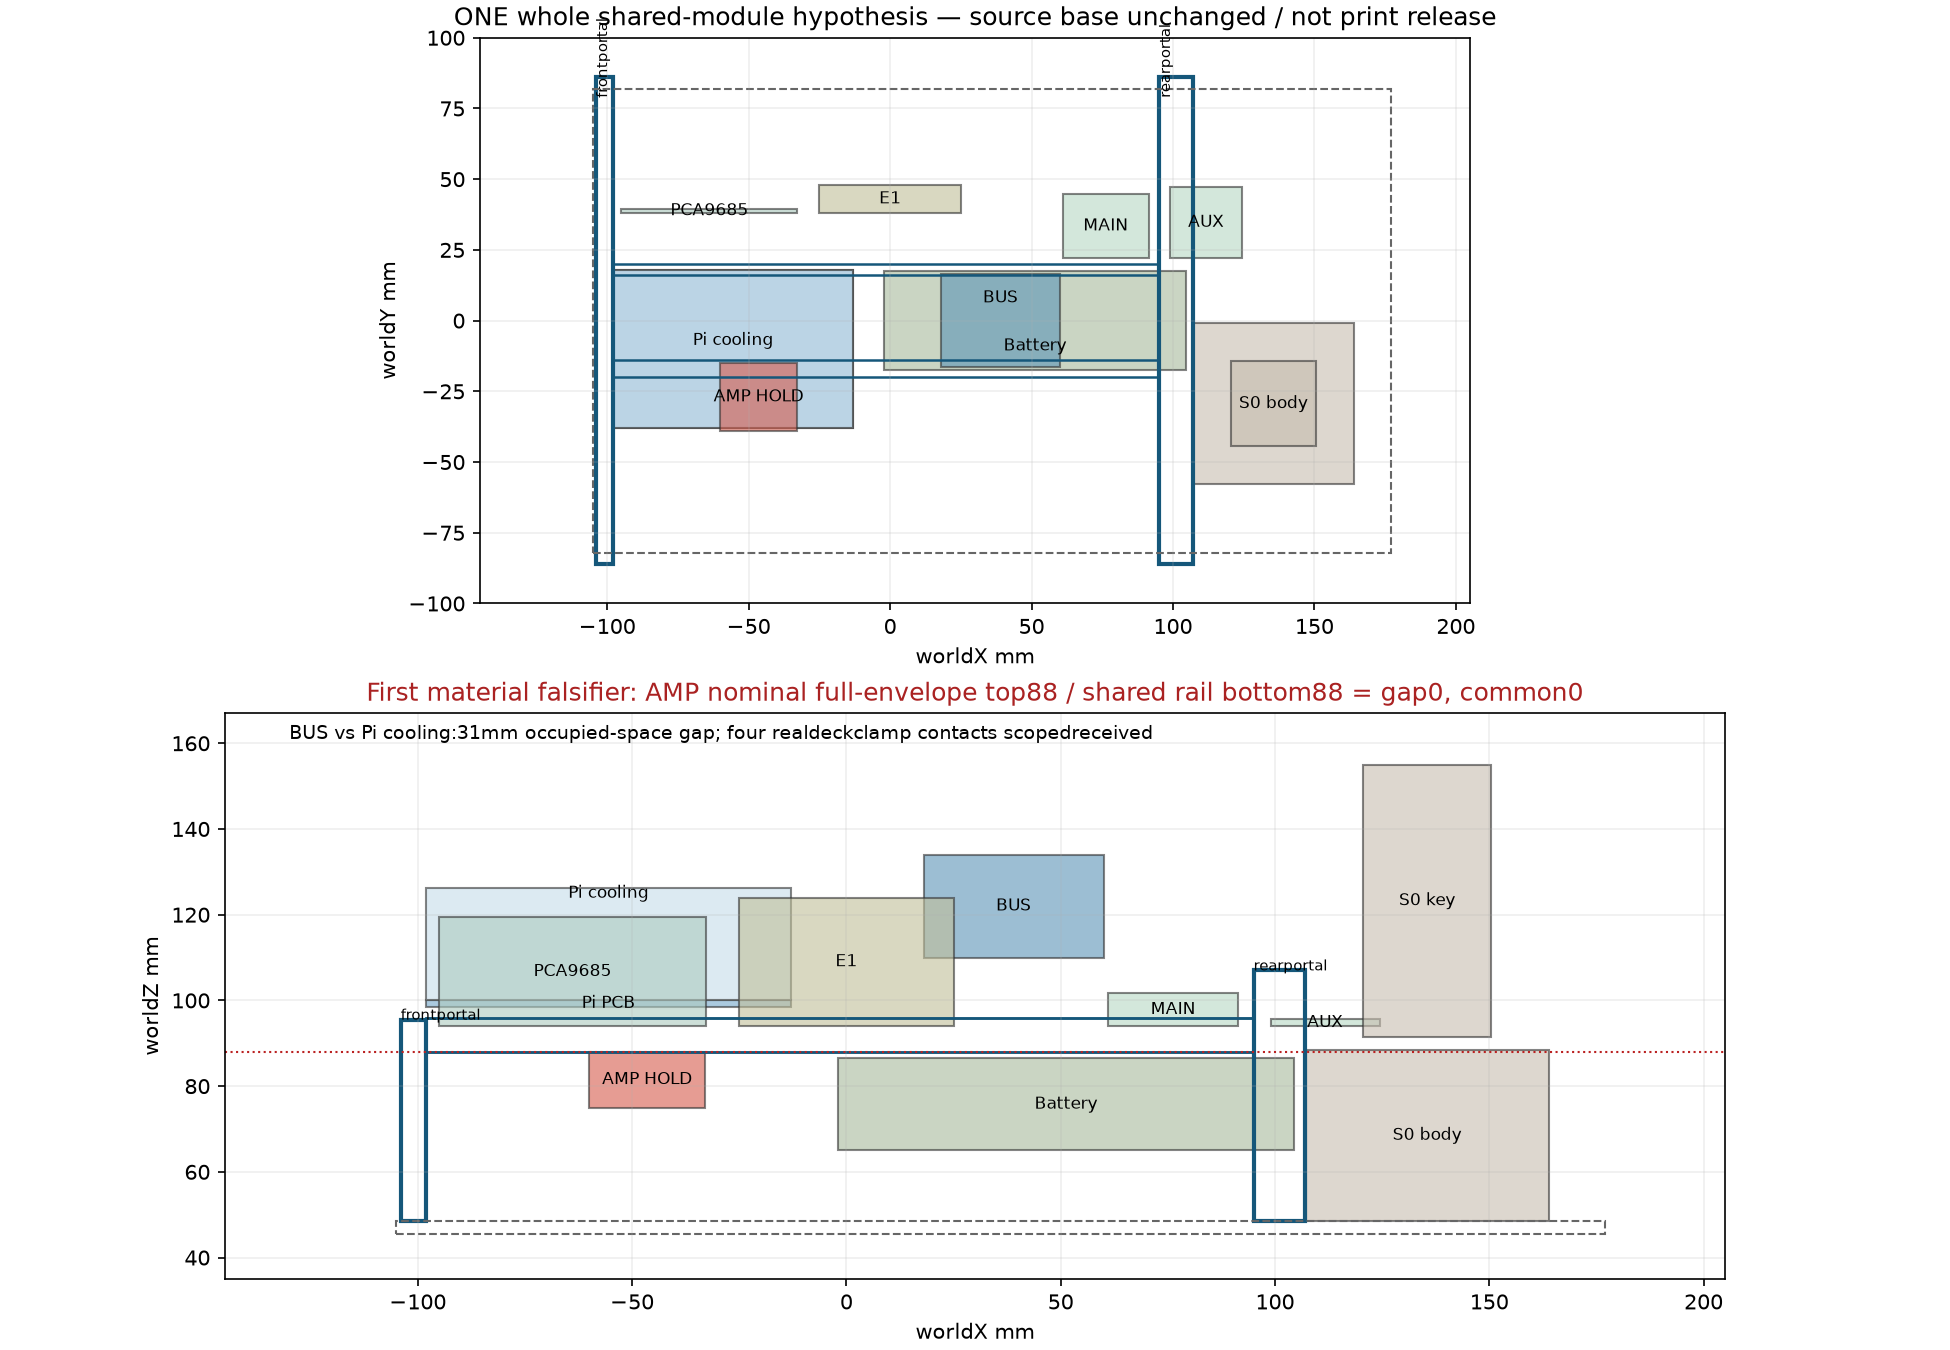 ONE whole shared-module hypothesis — source base unchanged / not print release
frontportal
rearportal
100
75
50
25
0
−25
−50
−75
−100
worldY mm
PCA9685
E1
MAIN
AUX
BUS
Pi cooling
Battery
AMP HOLD
S0 body
−100
−50
0
50
100
150
200
worldX mm
First material falsifier: AMP nominal full-envelope top88 / shared rail bottom88 = gap0, common0
BUS vs Pi cooling:31mm occupied-space gap; four realdeckclamp contacts scopedreceived
160
140
120
100
80
60
40
worldZ mm
Pi cooling
S0 key
BUS
E1
PCA9685
rearportal
Pi PCB
MAIN
frontportal
AUX
AMP HOLD
Battery
S0 body
−100
−50
0
50
100
150
200
worldX mm